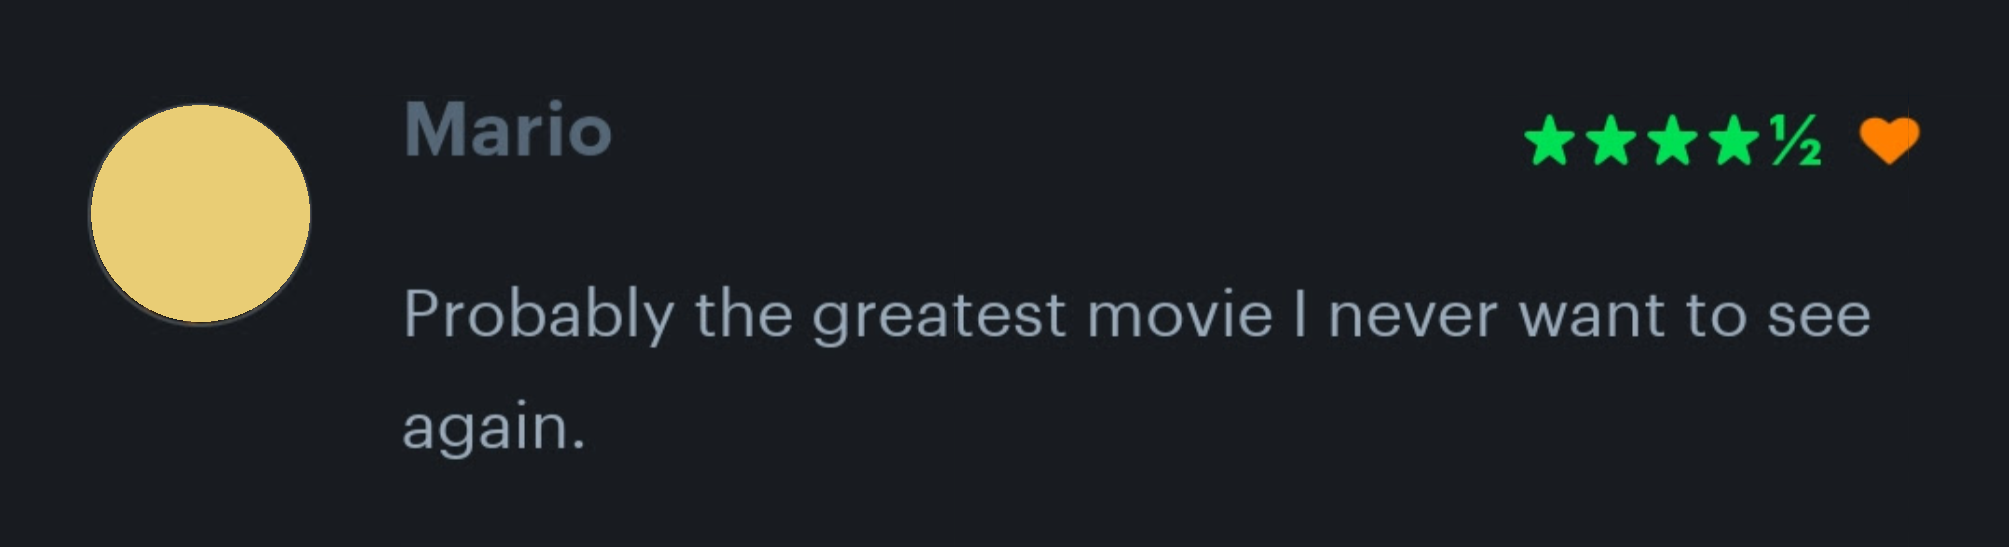 Mario ★★★★½
Probably the greatest movie I never want to see
again.